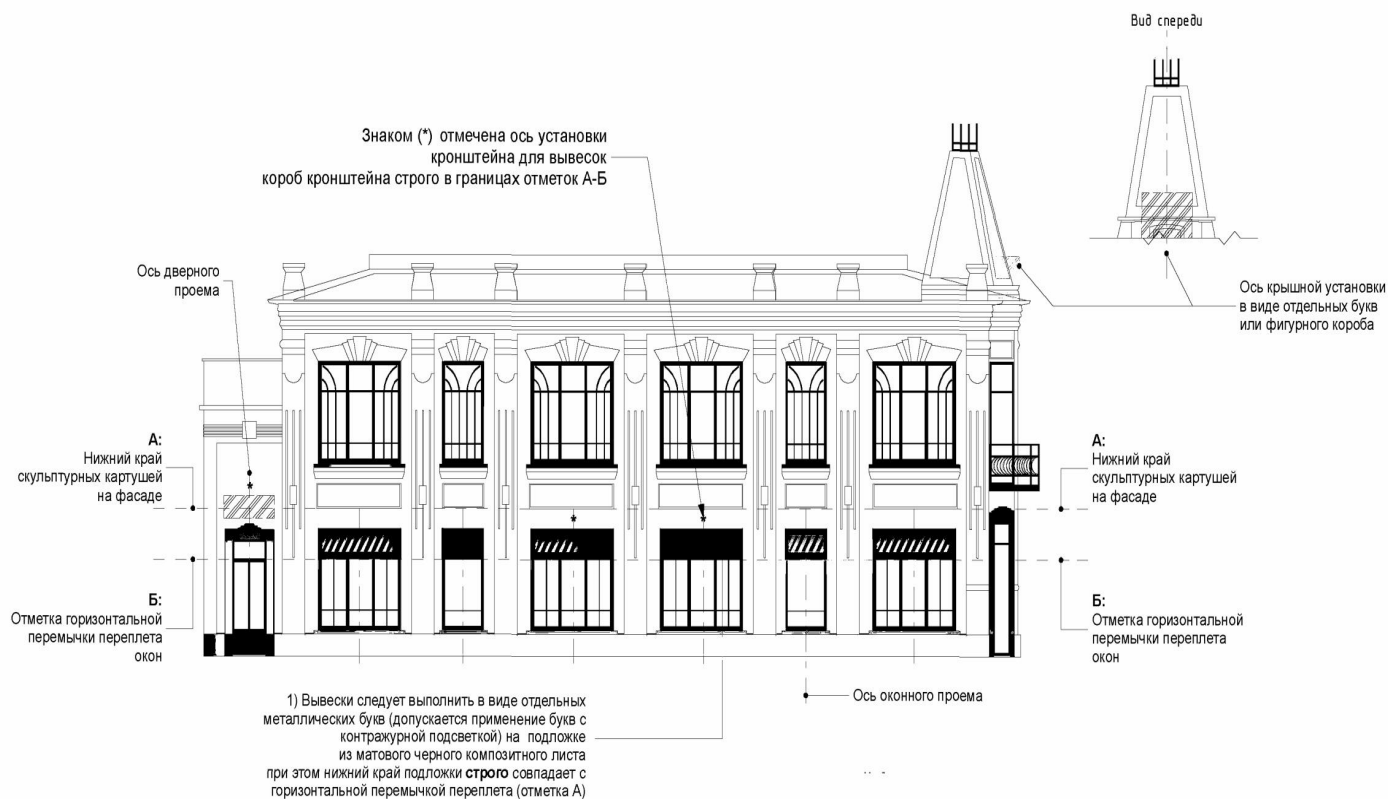 Вид спереди
Знаком (*) отмечена ось установки
кронштейна для вывесок
короб кронштейна строго в границах отметок А-Б
Ось дверного
проема
Ось крышной установки
в виде отдельных букв
или фигурного короба
А:
Нижний край
скульптурных картушей
на фасаде
*
*
*
А:
Нижний край
скульптурных картушей
на фасаде
Б:
Отметка горизонтальной
перемычки переплета
окон
Б:
Отметка горизонтальной
перемычки переплета
окон
Ось оконного проема
1) Вывески следует выполнить в виде отдельных
металлических букв (допускается применение букв с
контражурной подсветкой) на подложке
из матового черного композитного листа
при этом нижний край подложки строго совпадает с
горизонтальной перемычкой переплета (отметка А)